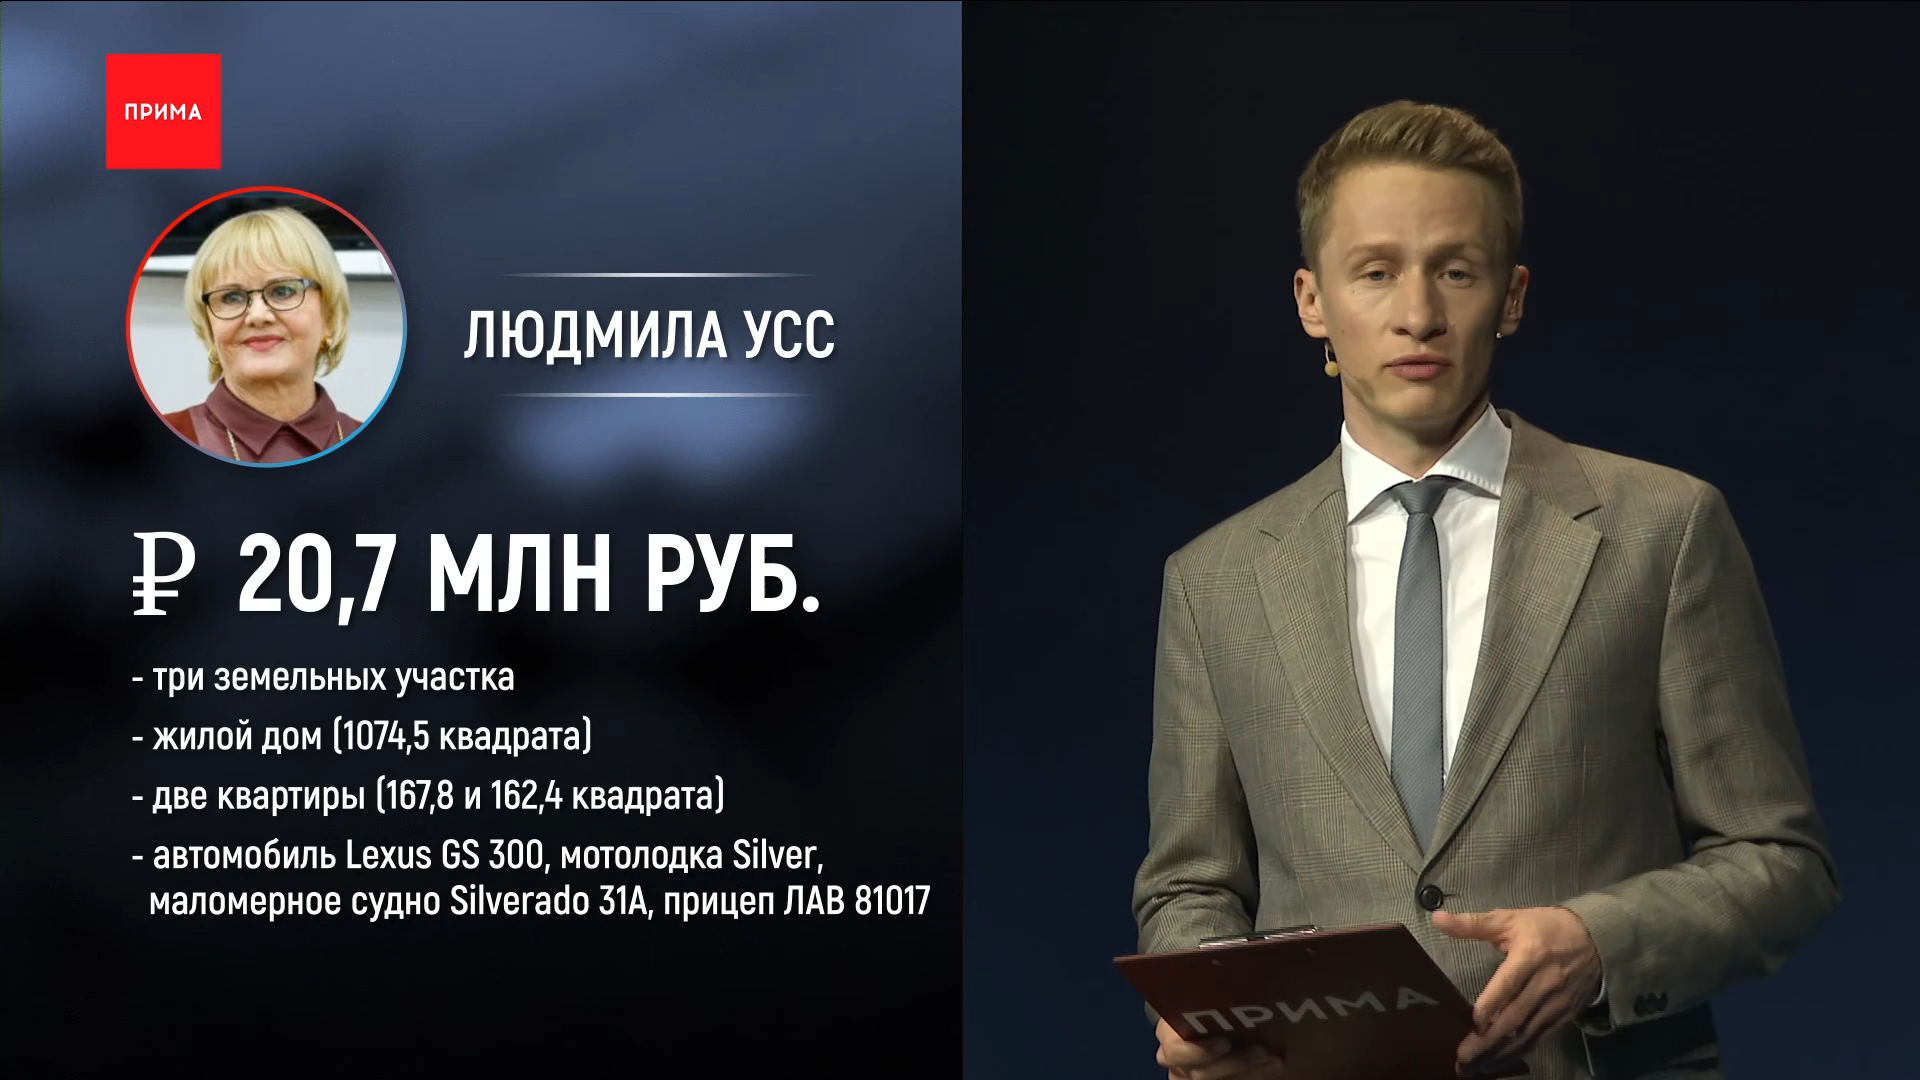 ПРИМА
ЛЮДМИЛА УСС
₽ 20,7 МЛН РУБ.
- три земельных участка
- жилой дом (1074,5 квадрата)
- две квартиры (167,8 и 162,4 квадрата)
- автомобиль Lexus GS 300, мотолодка Silver,
маломерное судно Silverado 31A, прицеп ЛАВ 81017
ПРИМА